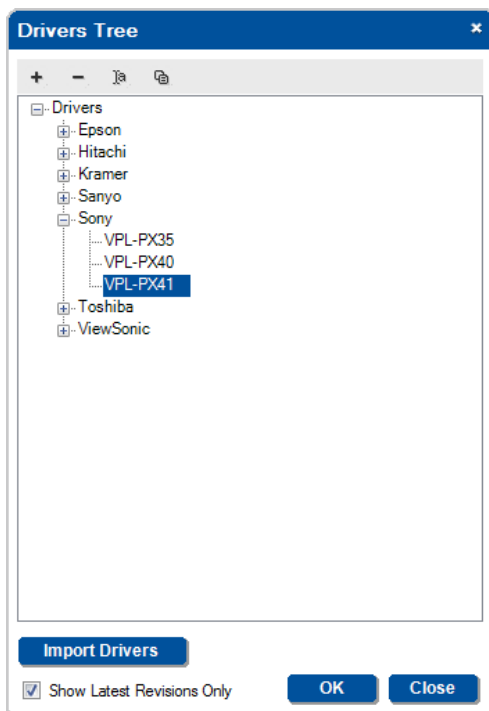 Drivers Tree
Drivers
Epson
Hitachi
Kramer
Sanyo
Sony
VPL-PX35
VPL-PX40
VPL-PX41
Toshiba
ViewSonic
Import Drivers
Show Latest Revisions Only
OK
Close